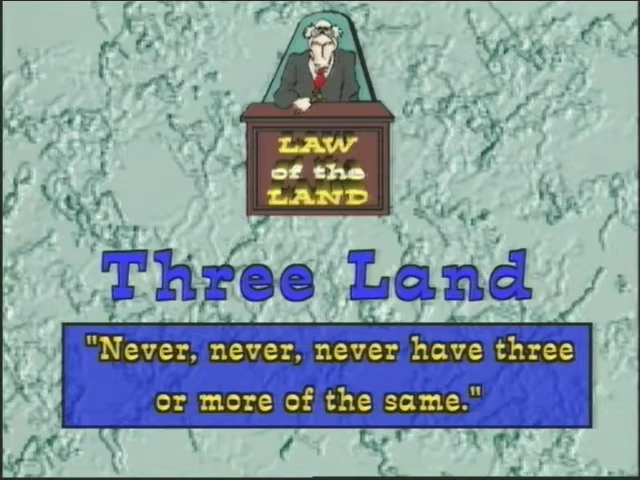 LAW
of the
LAND
Three Land
"Never, never, never have three
or more of the same."